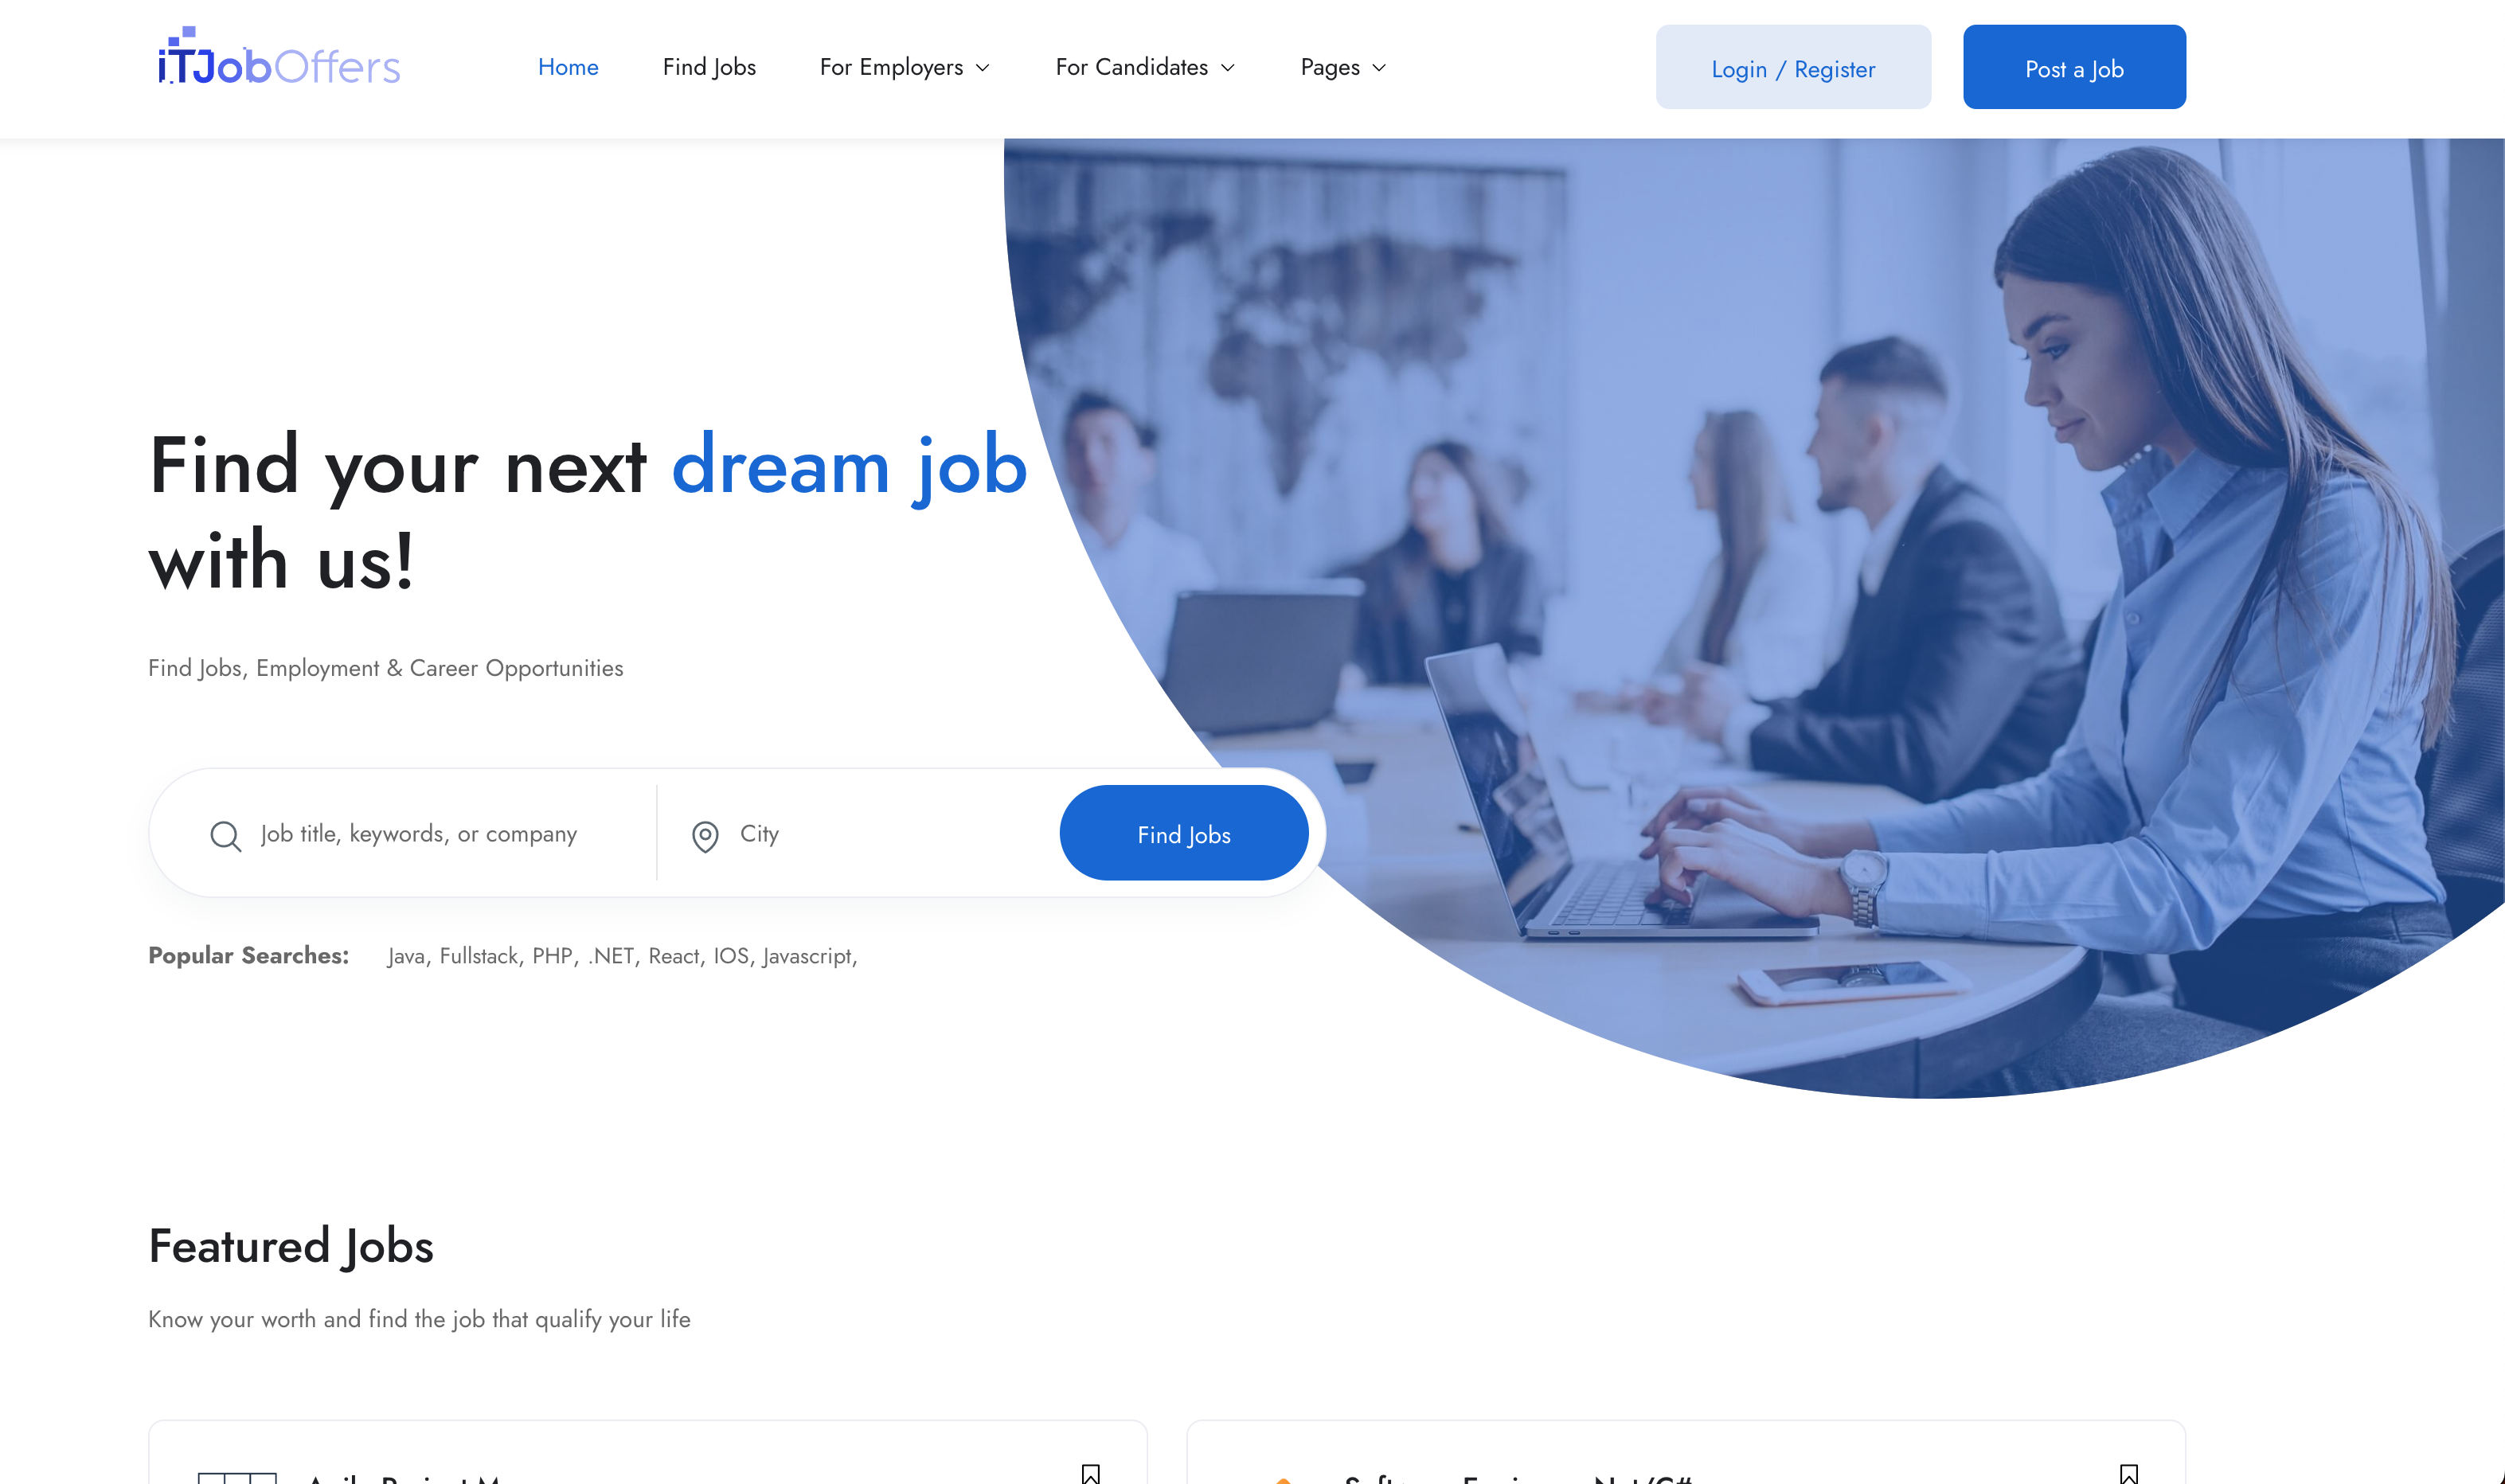 iTJobOffers
Home
Find Jobs
For Employers
For Candidates
Pages
Login / Register
Post a Job
Find your next dream job
with us!
Find Jobs, Employment & Career Opportunities
Job title, keywords, or company
City
Find Jobs
Popular Searches: Java, Fullstack, PHP, .NET, React, IOS, Javascript,
Featured Jobs
Know your worth and find the job that qualify your life